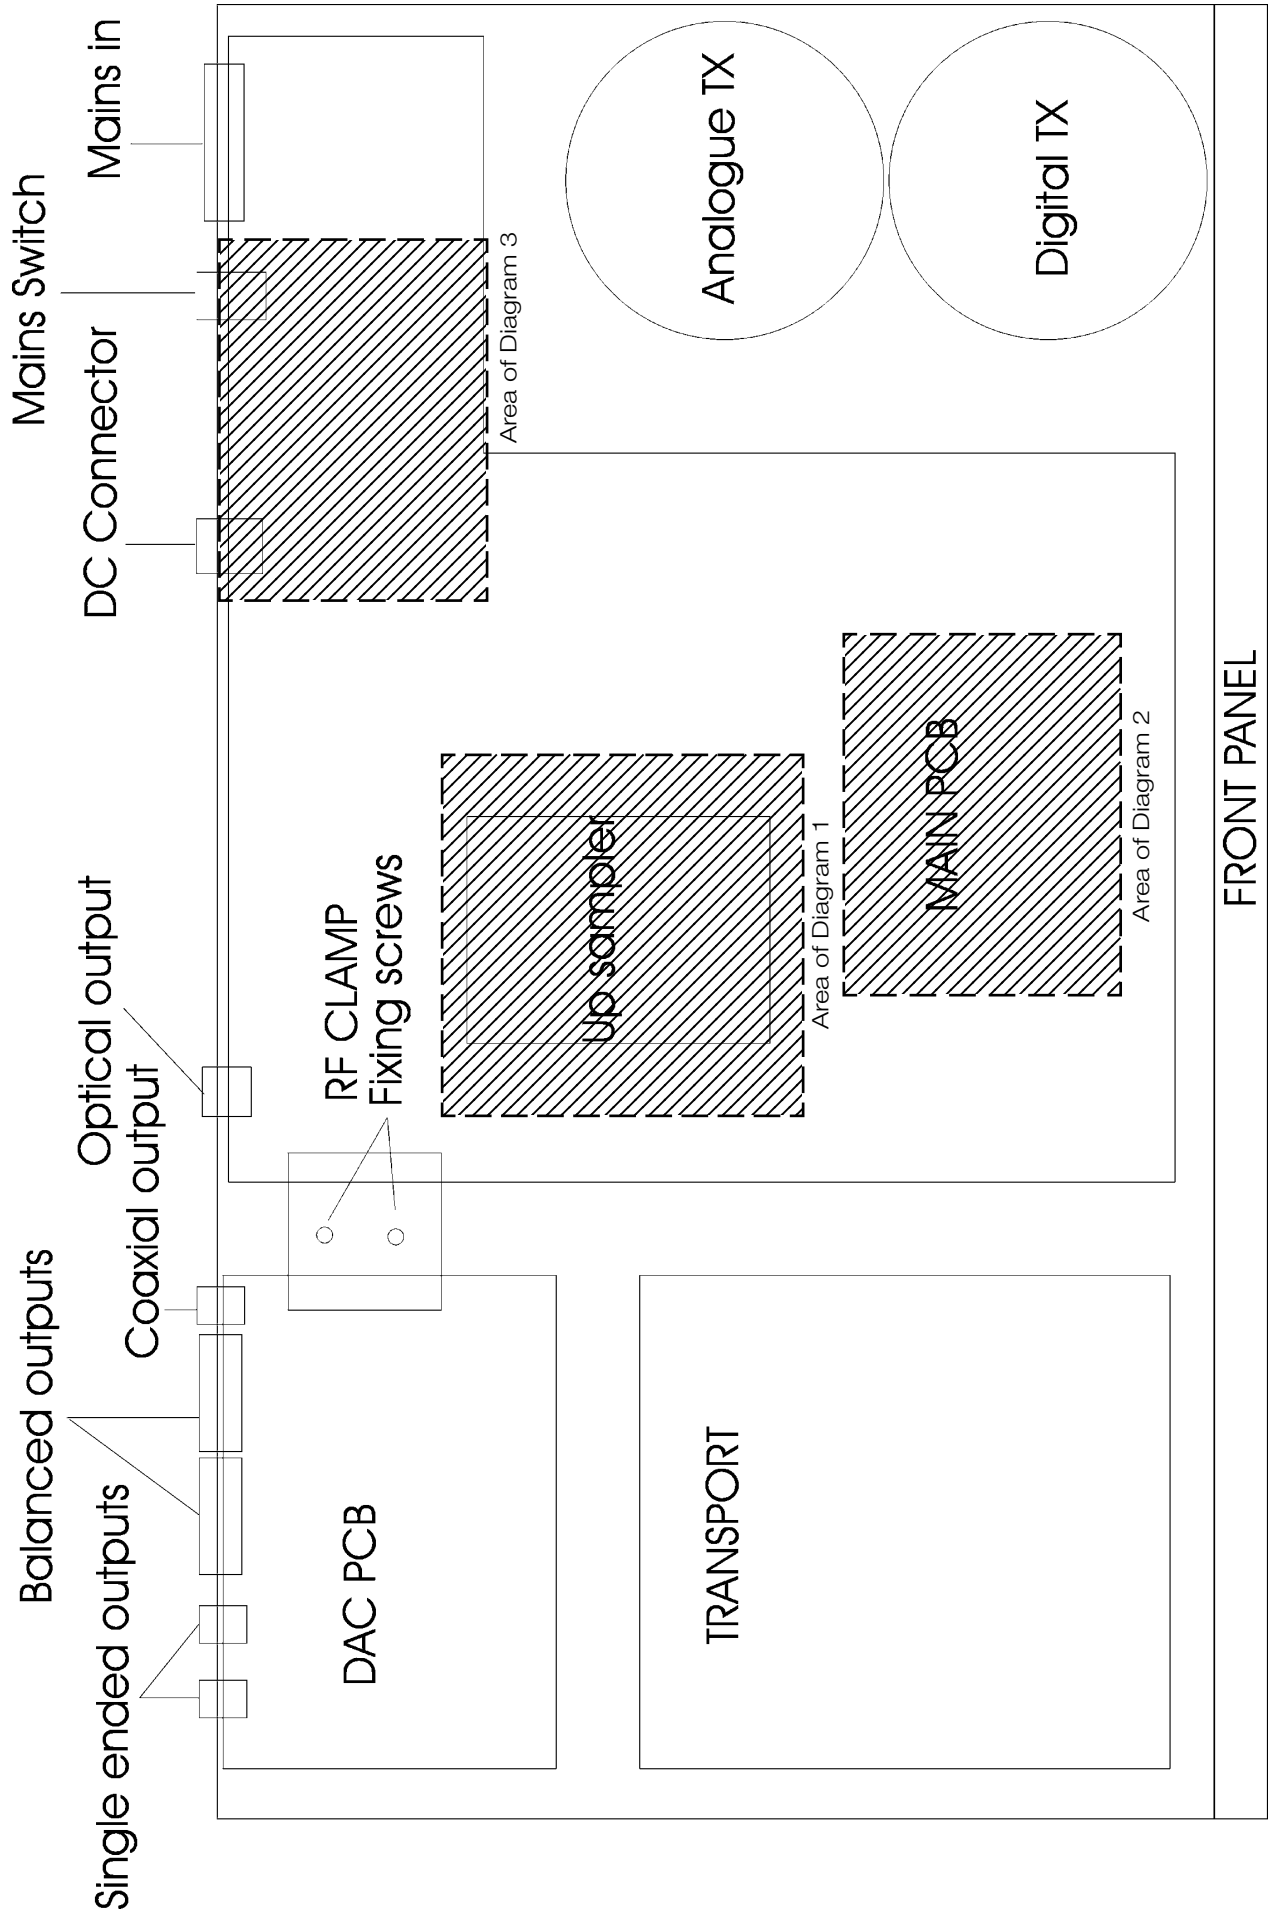 Single ended outputs
Balanced outputs
Coaxial output
Optical output
DC Connector
Mains Switch
Mains in
RF CLAMP
Fixing screws
Area of Diagram 3
DAC PCB
Up sampler
Analogue TX
Area of Diagram 1
TRANSPORT
MAIN PCB
Digital TX
Area of Diagram 2
FRONT PANEL